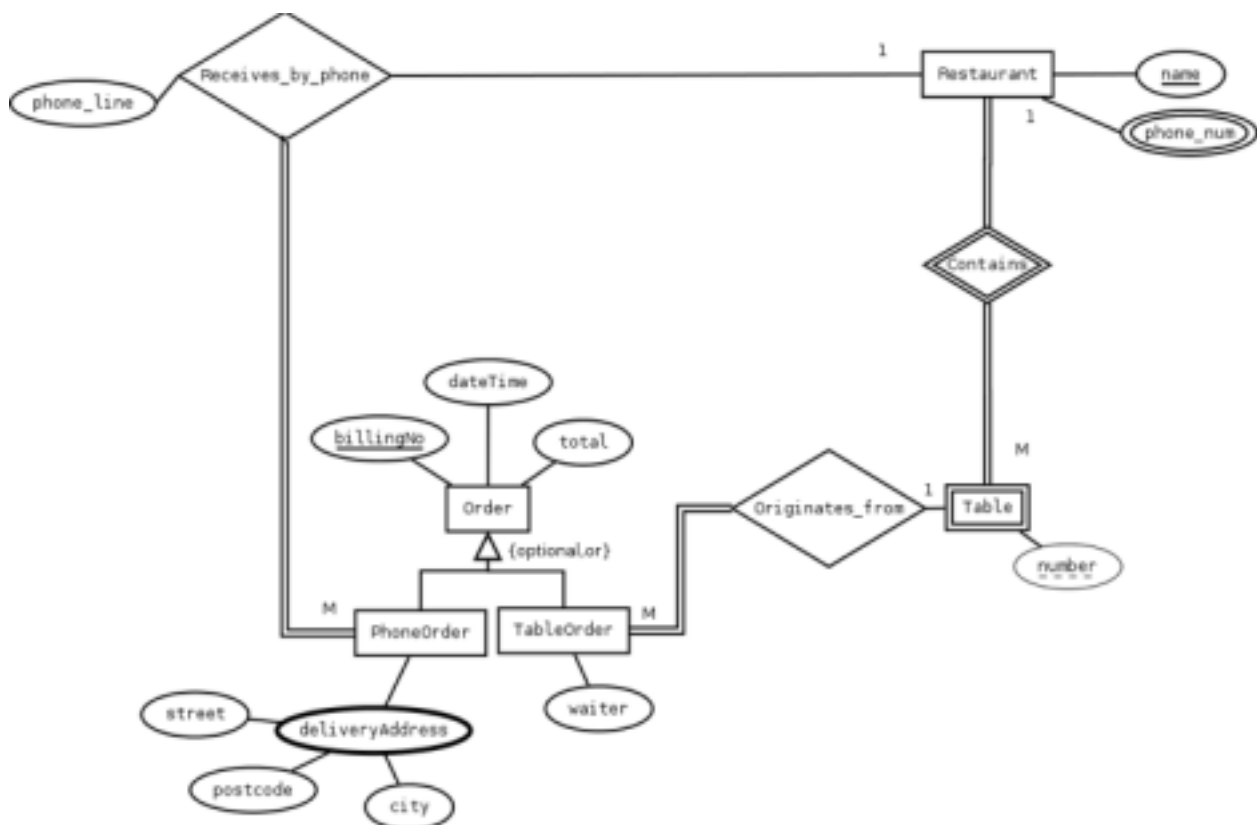 Receives_by_phone
1
Restaurant
name
phone_line
1
phone_num
Contains
dateTime
billingNo
total
M
Order
Originates_from
1
Table
{optional,or}
number
M
M
PhoneOrder
TableOrder
street
deliveryAddress
waiter
postcode
city